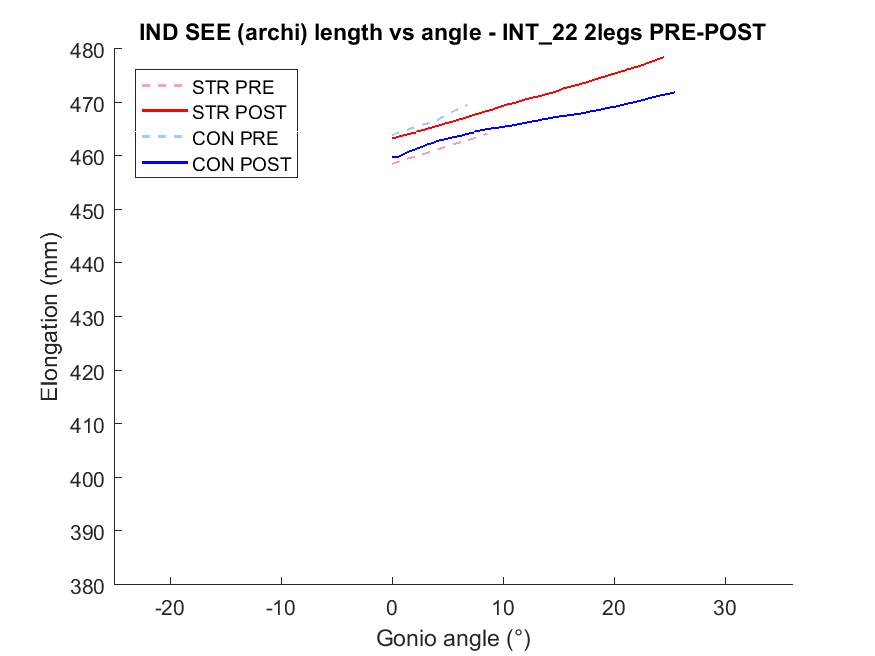 IND SEE (archi) length vs angle - INT_22 2legs PRE-POST
STR PRE
STR POST
CON PRE
CON POST
480
470
460
450
440
430
420
410
400
390
380
Elongation (mm)
-20 -10 0 10 20 30
Gonio angle (°)